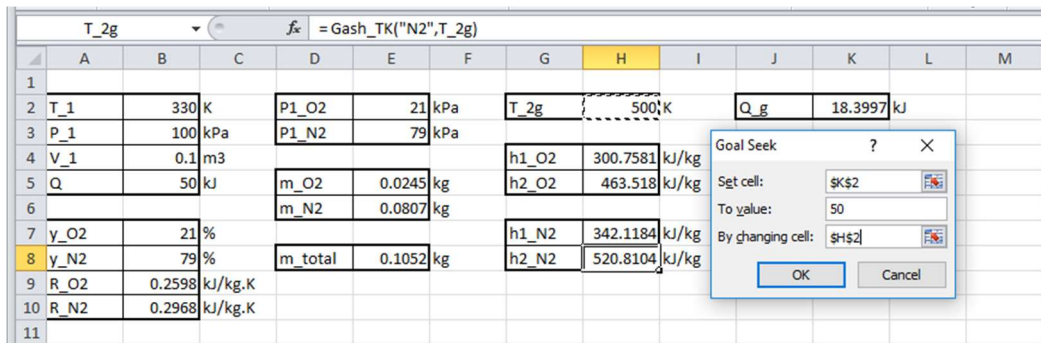 T_2g fx =Gash_TK("N2",T_2g)
A B C D E F G H I J K L M
1
2 T_1 330 K P1_O2 21 kPa T_2g 500 K Q_g 18.3997 kJ
3 P_1 100 kPa P1_N2 79 kPa
4 V_1 0.1 m3 h1_O2 300.7581 kJ/kg
5 Q 50 kJ m_O2 0.0245 kg h2_O2 463.518 kJ/kg
6 m_N2 0.0807 kg
7 y_O2 21 % h1_N2 342.1184 kJ/kg
8 y_N2 79 % m_total 0.1052 kg h2_N2 520.8104 kJ/kg
9 R_O2 0.2598 kJ/kg.K
10 R_N2 0.2968 kJ/kg.K
11
Goal Seek ? X
Set cell: $K$2
To value: 50
By changing cell: $H$2
OK Cancel